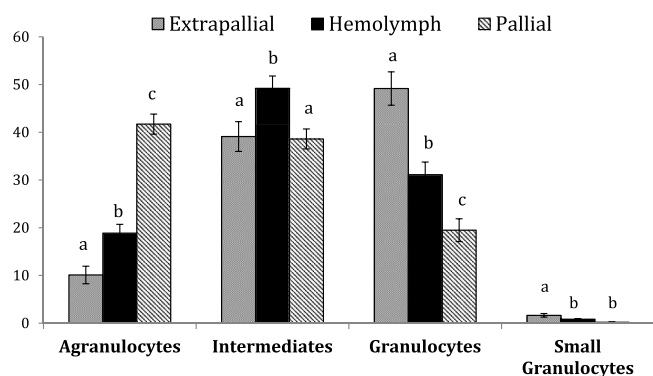 Extrapallial Hemolymph Pallial
60
50
40
30
20
10
0
a
b
c
a
b
a
a
b
c
a
b
b
Agranulocytes
Intermediates
Granulocytes
Small
Granulocytes